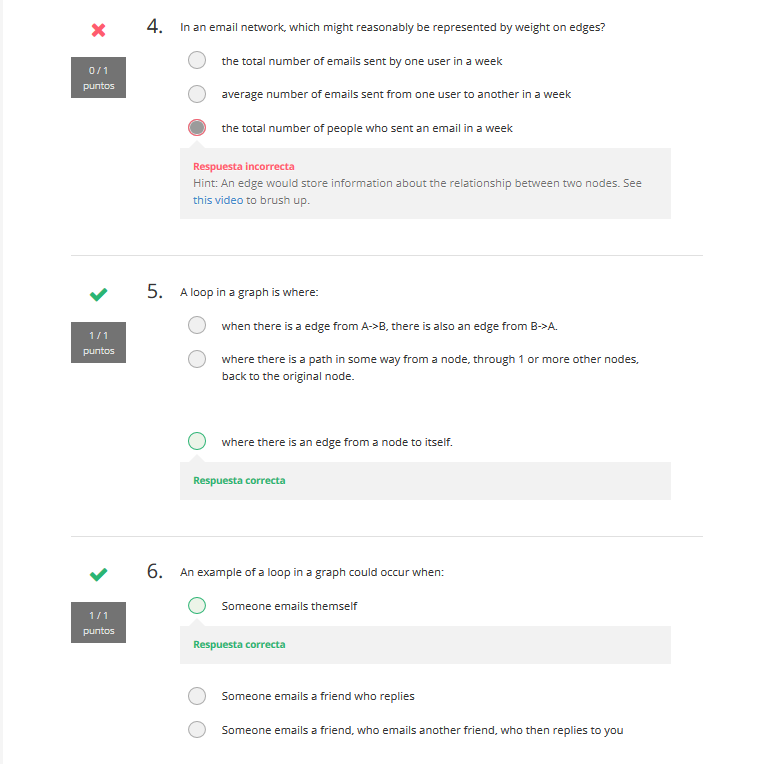 4. In an email network, which might reasonably be represented by weight on edges?
0 / 1
puntos
the total number of emails sent by one user in a week
average number of emails sent from one user to another in a week
the total number of people who sent an email in a week
Respuesta incorrecta
Hint: An edge would store information about the relationship between two nodes. See
this video to brush up.
5. A loop in a graph is where:
1 / 1
puntos
when there is a edge from A->B, there is also an edge from B->A.
where there is a path in some way from a node, through 1 or more other nodes,
back to the original node.
where there is an edge from a node to itself.
Respuesta correcta
6. An example of a loop in a graph could occur when:
1 / 1
puntos
Someone emails themself
Respuesta correcta
Someone emails a friend who replies
Someone emails a friend, who emails another friend, who then replies to you